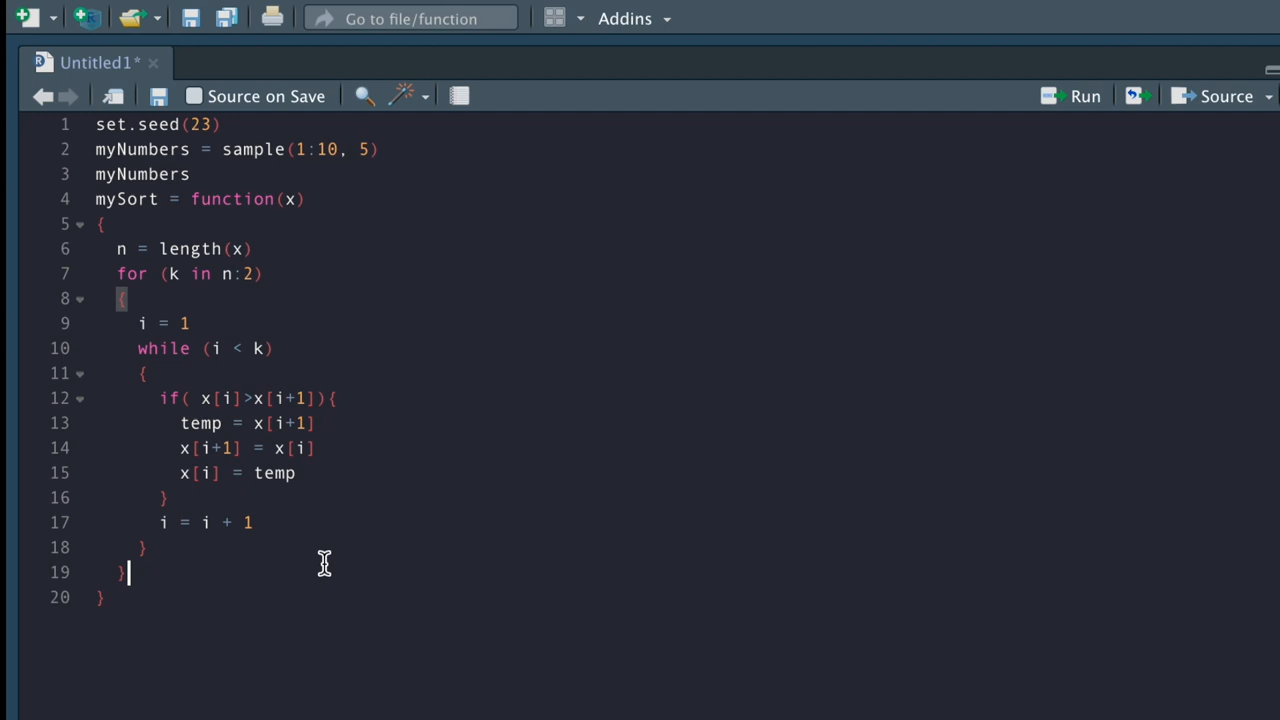 Go to file/function
Addins
Untitled1*
Source on Save
Run
Source
1 set.seed(23)
2 myNumbers = sample(1:10, 5)
3 myNumbers
4 mySort = function(x)
5 {
6   n = length(x)
7   for (k in n:2)
8   {
9     i = 1
10     while (i < k)
11     {
12       if( x[i]>x[i+1]){
13         temp = x[i+1]
14         x[i+1] = x[i]
15         x[i] = temp
16       }
17       i = i + 1
18     }
19   }
20 }